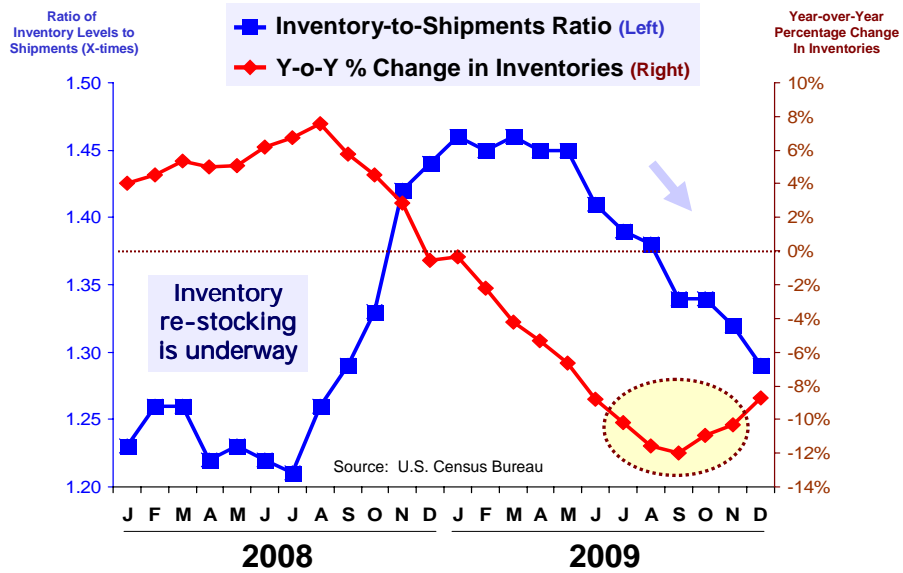 Ratio of
Inventory Levels to
Shipments (X-times)
Inventory-to-Shipments Ratio (Left)
Y-o-Y % Change in Inventories (Right)
Year-over-Year
Percentage Change
In Inventories
1.50
1.45
1.40
1.35
1.30
1.25
1.20
10%
8%
6%
4%
2%
0%
-2%
-4%
-6%
-8%
-10%
-12%
-14%
Inventory
re-stocking
is underway
Source: U.S. Census Bureau
J F M A M J J A S O N D J F M A M J J A S O N D
2008 2009